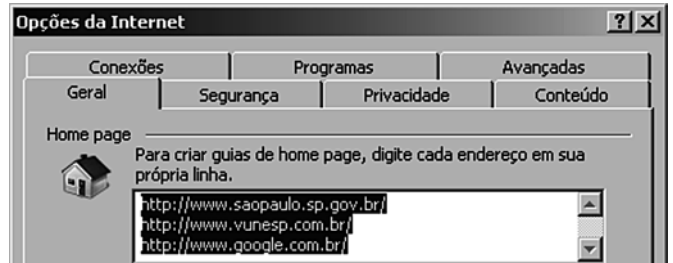 Opções da Internet
Conexões Programas Avançadas
Geral Segurança Privacidade Conteúdo
Home page
Para criar guias de home page, digite cada endereço em sua
própria linha.
http://www.saopaulo.sp.gov.br/
http://www.vunesp.com.br/
http://www.google.com.br/